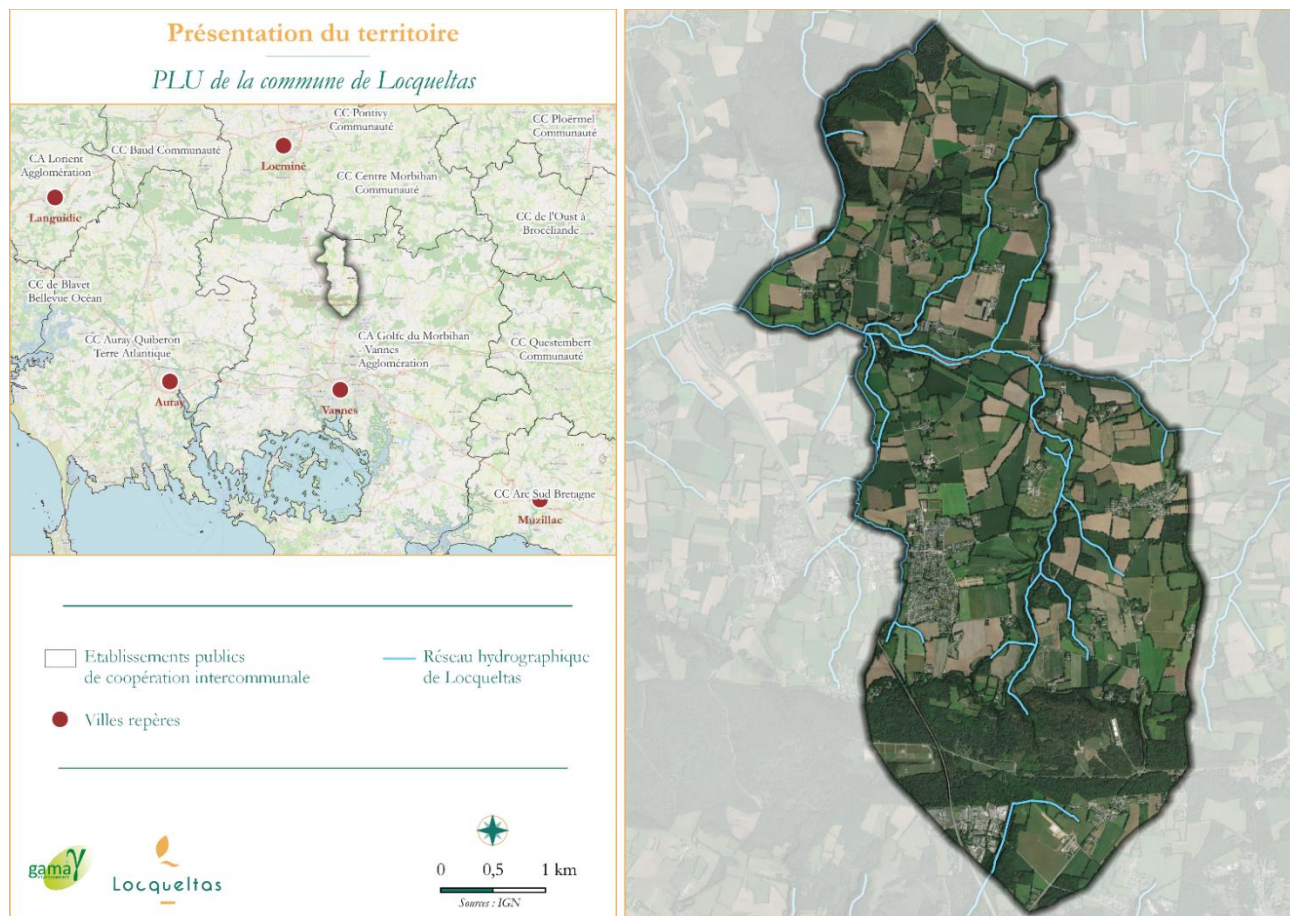 Présentation du territoire
PLU de la commune de Locqueltas
CC Pontivy
Communauté
CC Ploërmel
Communauté
CC Baud Communauté
CA Lorient
Agglomération
Locminé
CC Centre Morbihan
Communauté
Languidic
CC de l'Oust à
Brocéliande
CC de Blavet
Bellevue Océan
CC Auray Quiberon
Terre Atlantique
CA Golfe du Morbihan
-Vannes
Agglomération
CC Questembert
Communauté
Auray
Vannes
CC Arc Sud Bretagne
Muzillac
Etablissements publics
de coopération intercommunale
Réseau hydrographique
de Locqueltas
Villes repères
gama
Locqueltas
0 0,5 1 km
Sources : IGN